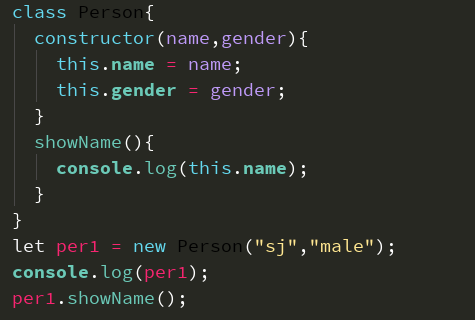 class Person{
constructor(name,gender){
this.name = name;
this.gender = gender;
}
showName(){
console.log(this.name);
}
}
let per1 = new Person("sj","male");
console.log(per1);
per1.showName();